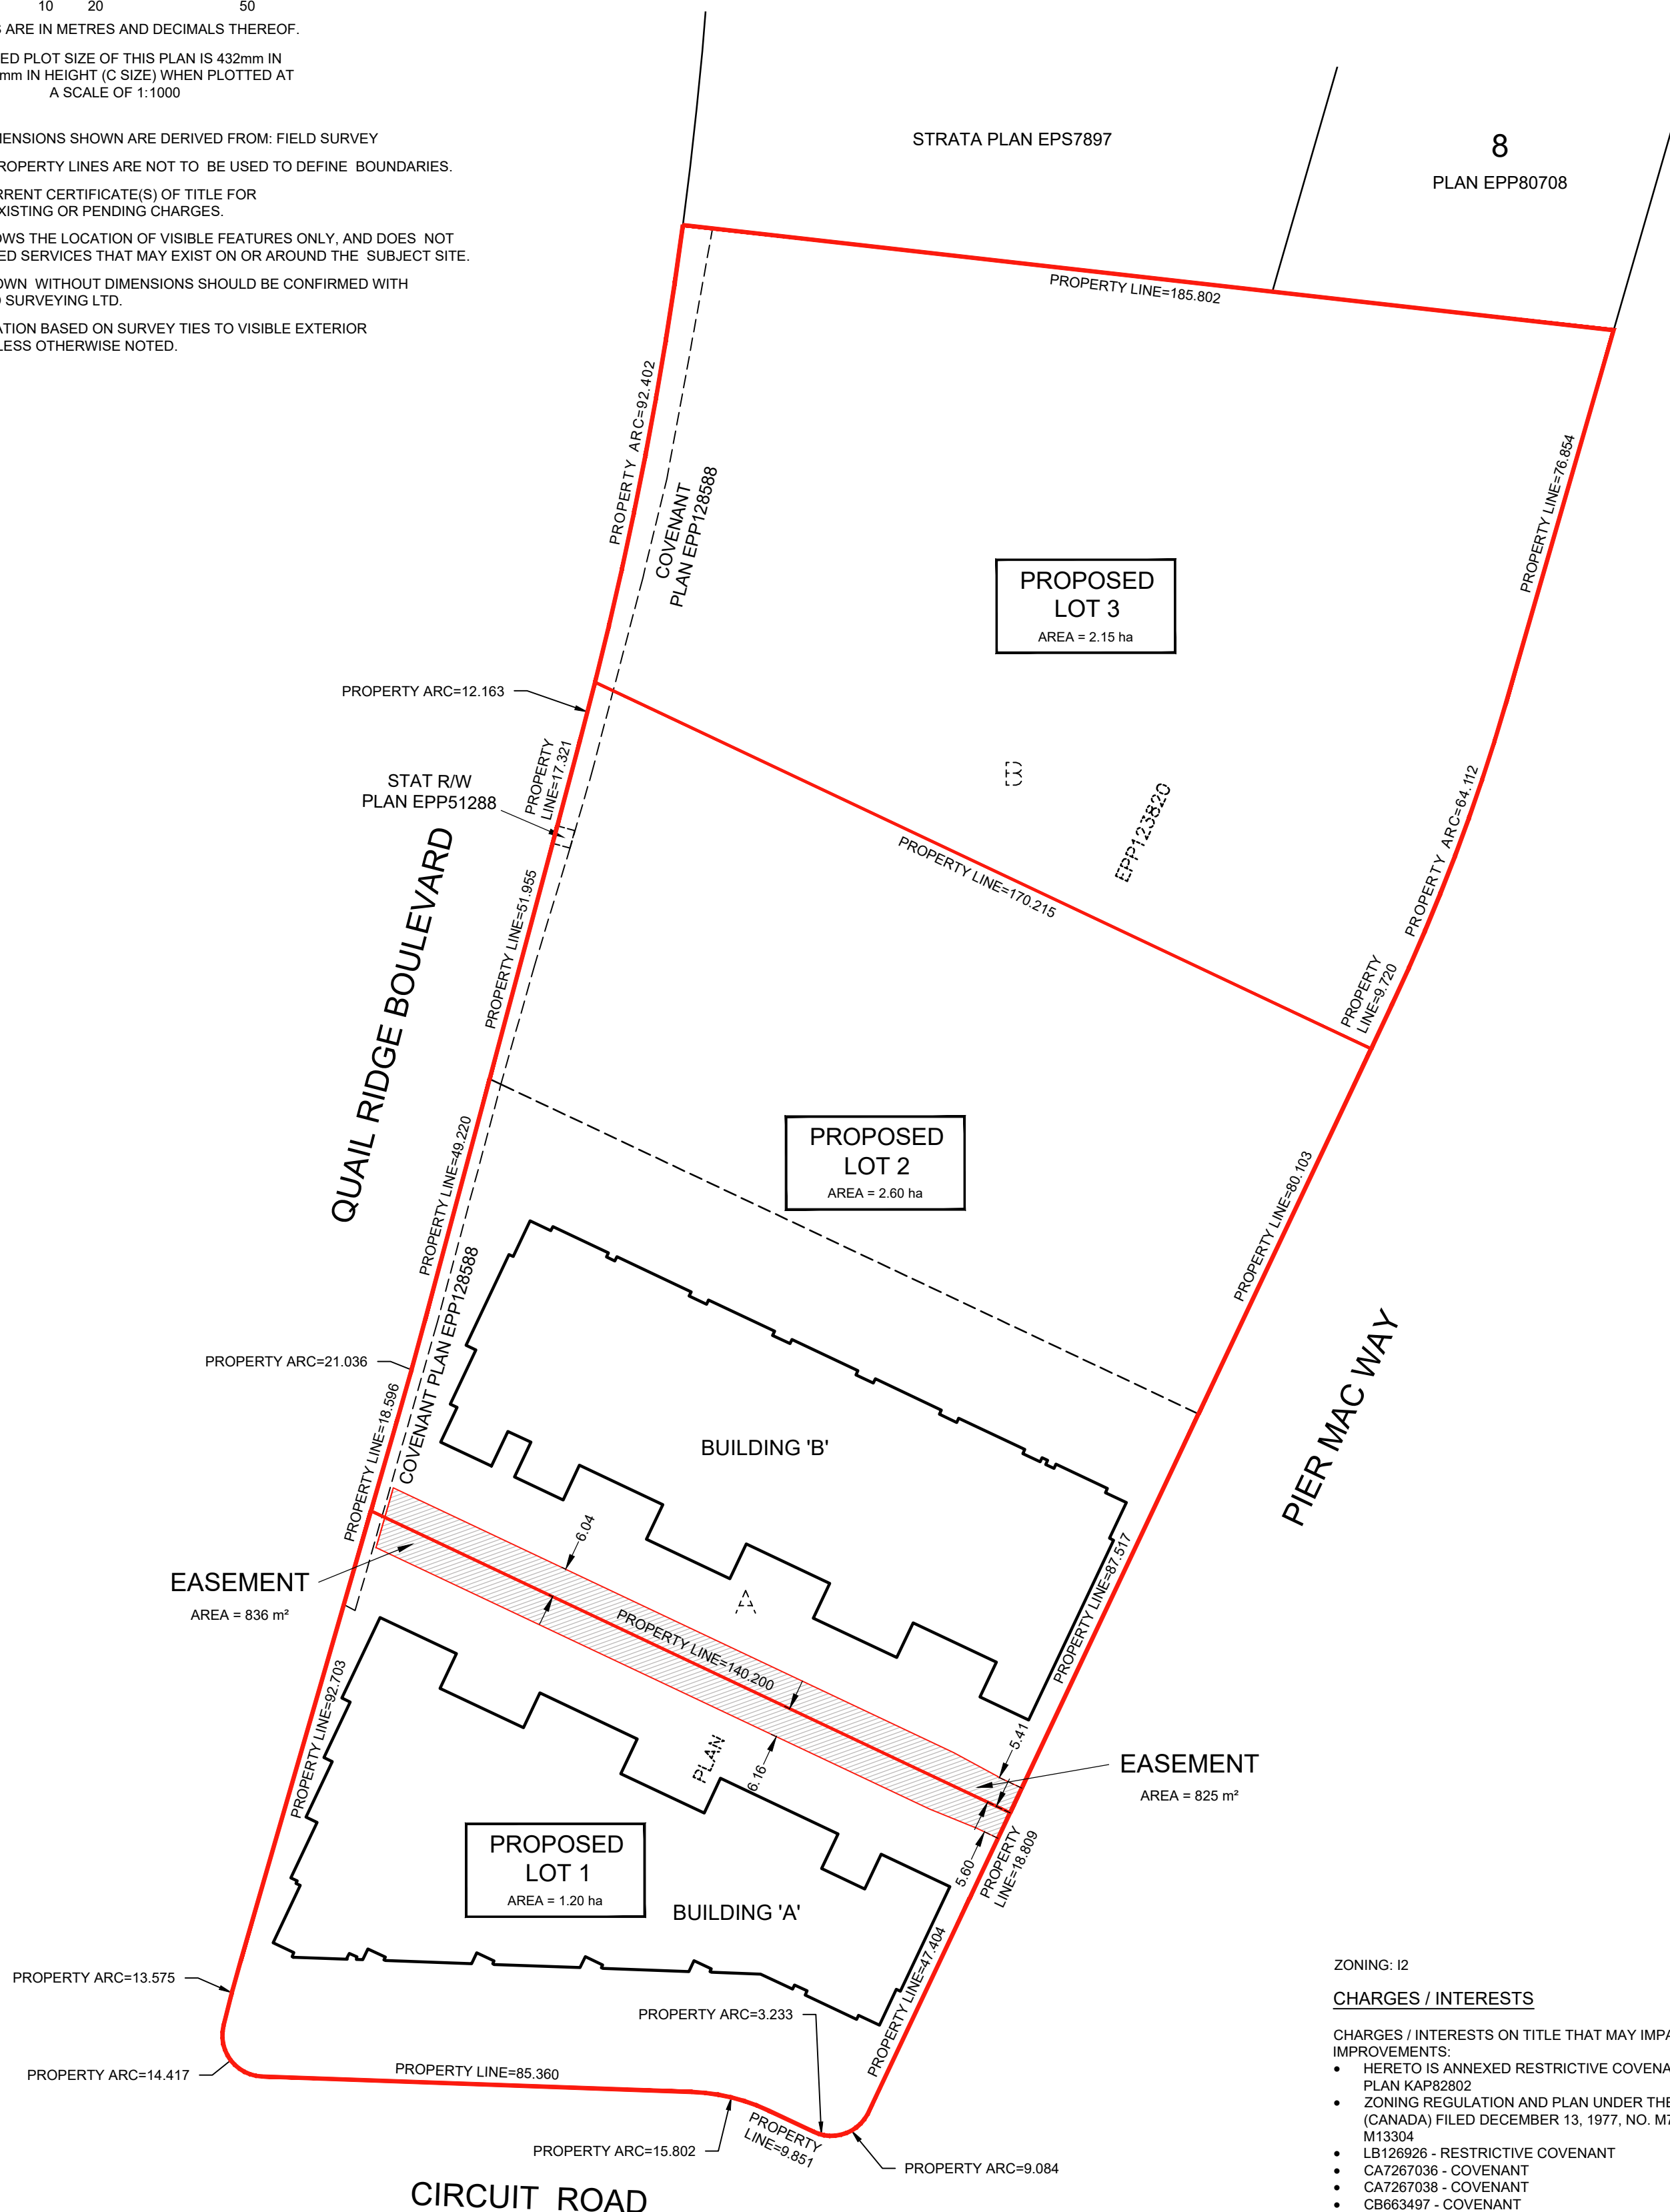 10 20 50
ARE IN METRES AND DECIMALS THEREOF.
ED PLOT SIZE OF THIS PLAN IS 432mm IN
mm IN HEIGHT (C SIZE) WHEN PLOTTED AT
A SCALE OF 1:1000
MENSIONS SHOWN ARE DERIVED FROM: FIELD SURVEY
ROPERTY LINES ARE NOT TO BE USED TO DEFINE BOUNDARIES.
RRENT CERTIFICATE(S) OF TITLE FOR
XISTING OR PENDING CHARGES.
OWS THE LOCATION OF VISIBLE FEATURES ONLY, AND DOES NOT
ED SERVICES THAT MAY EXIST ON OR AROUND THE SUBJECT SITE.
OWN WITHOUT DIMENSIONS SHOULD BE CONFIRMED WITH
SURVEYING LTD.
ATION BASED ON SURVEY TIES TO VISIBLE EXTERIOR
LESS OTHERWISE NOTED.
STRATA PLAN EPS7897
8
PLAN EPP80708
PROPERTY LINE=185.802
PROPERTY ARC=92.402
COVENANT
PLAN EPP128588
PROPERTY LINE=76.854
PROPOSED
LOT 3
AREA = 2.15 ha
PROPERTY ARC=12.163
PROPERTY
LINE=17.321
STAT R/W
PLAN EPP51288
B
EPP123820
PROPERTY ARC=64.112
PROPERTY LINE=170.215
PROPERTY LINE=51.955
PROPERTY
LINE=9.720
QUAIL RIDGE BOULEVARD
PROPOSED
LOT 2
AREA = 2.60 ha
PROPERTY LINE=49.220
PROPERTY LINE=80.103
COVENANT PLAN EPP128588
PROPERTY ARC=21.036
PIER MAC WAY
PROPERTY LINE=18.596
BUILDING 'B'
6.04
PROPERTY LINE=87.517
EASEMENT
AREA = 836 m²
A
PROPERTY LINE=140.200
PROPERTY LINE=92.703
PLAN
6.16
5.41
EASEMENT
AREA = 825 m²
5.60
PROPERTY
LINE=18.809
PROPOSED
LOT 1
AREA = 1.20 ha
BUILDING 'A'
PROPERTY LINE=47.404
PROPERTY ARC=13.575
PROPERTY ARC=3.233
PROPERTY ARC=14.417
PROPERTY LINE=85.360
PROPERTY
LINE=9.851
PROPERTY ARC=15.802
PROPERTY ARC=9.084
CIRCUIT ROAD
ZONING: I2
CHARGES / INTERESTS
CHARGES / INTERESTS ON TITLE THAT MAY IMPA
IMPROVEMENTS:
• HERETO IS ANNEXED RESTRICTIVE COVENA
PLAN KAP82802
• ZONING REGULATION AND PLAN UNDER THE
(CANADA) FILED DECEMBER 13, 1977, NO. M7
M13304
• LB126926 - RESTRICTIVE COVENANT
• CA7267036 - COVENANT
• CA7267038 - COVENANT
• CB663497 - COVENANT